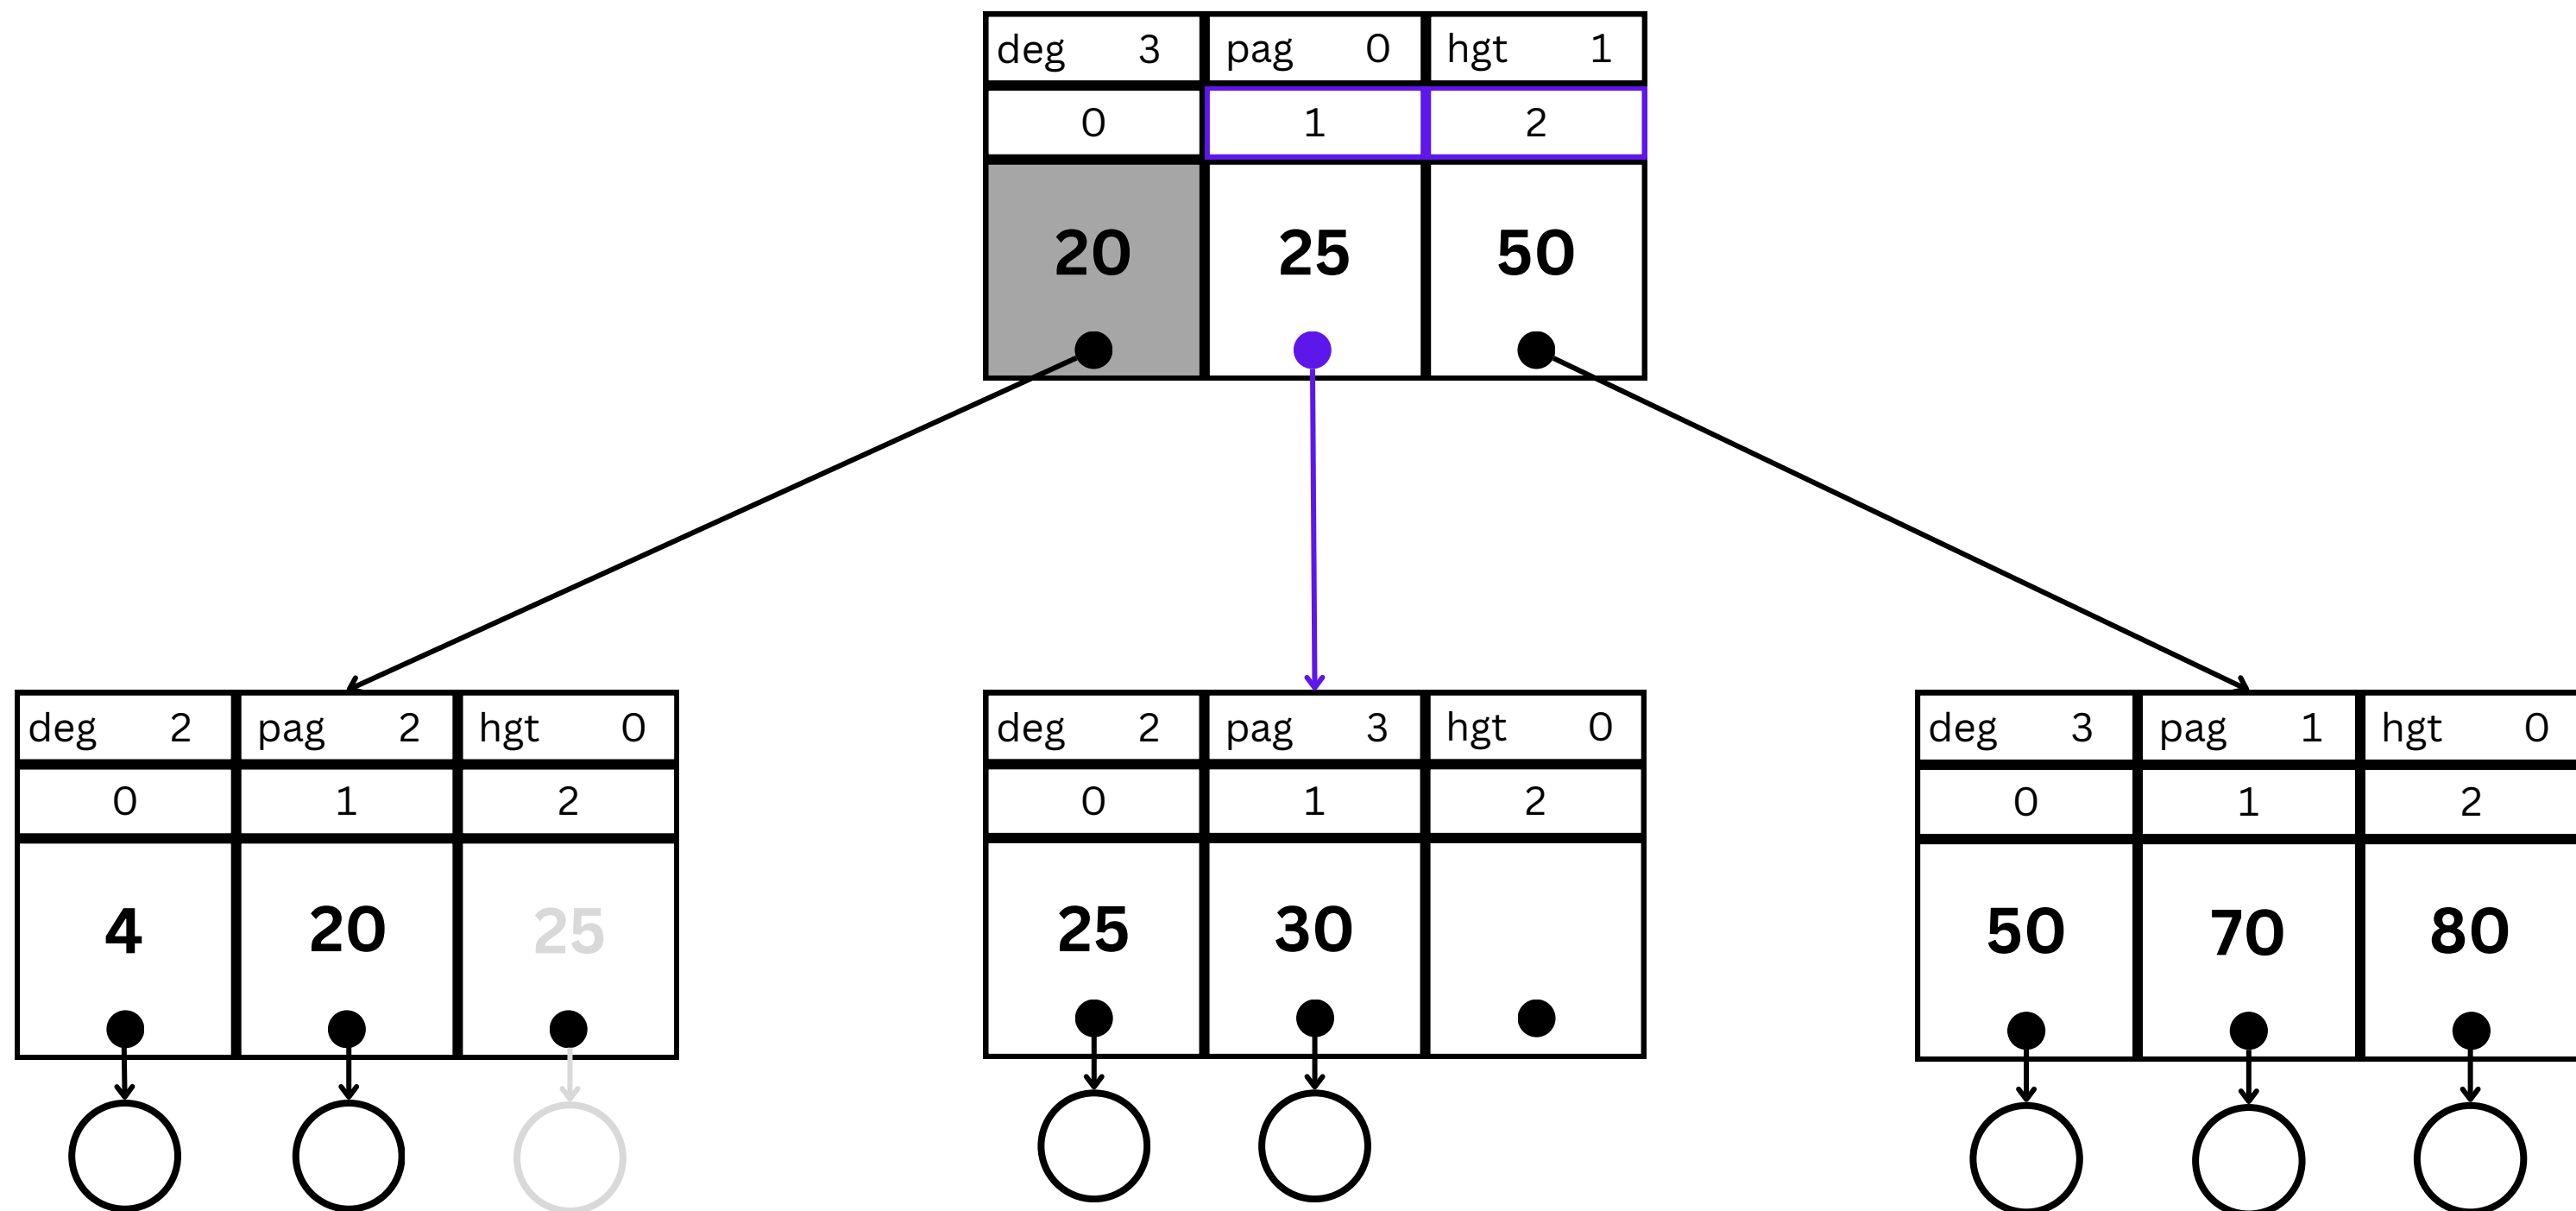 deg 3 pag 0 hgt 1
0 1 2
20 25 50
deg 2 pag 2 hgt 0
0 1 2
4 20 25
deg 2 pag 3 hgt 0
0 1 2
25 30
deg 3 pag 1 hgt 0
0 1 2
50 70 80